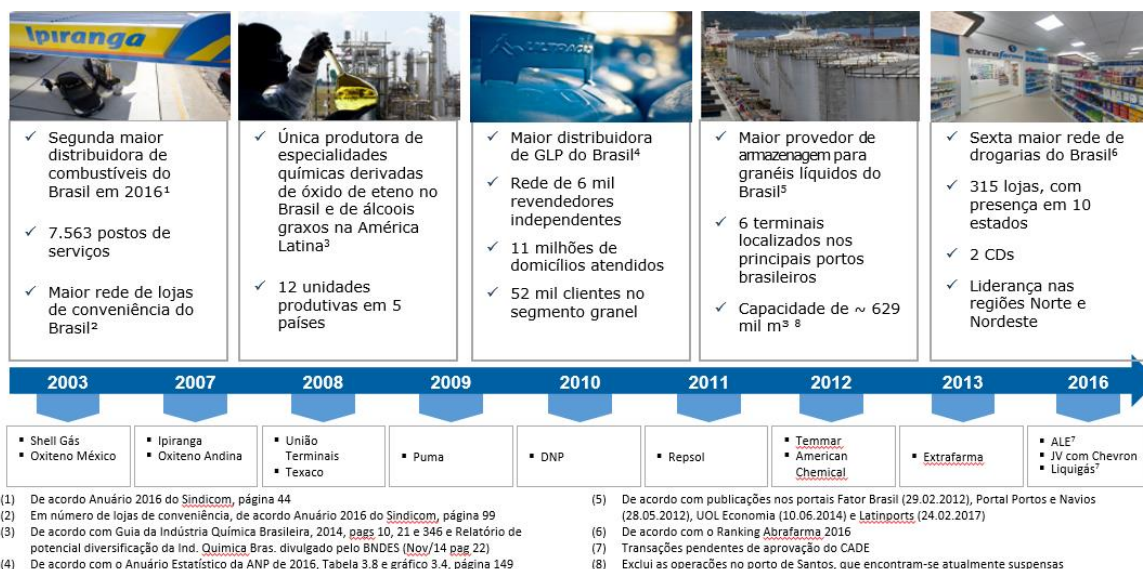 Ipiranga
ULTRAGAZ
extrafarma
✓ Segunda maior
distribuidora de
combustíveis do
Brasil em 2016¹
✓ 7.563 postos de
serviços
✓ Maior rede de lojas
de conveniência do
Brasil²
✓ Única produtora de
especialidades
químicas derivadas
de óxido de eteno no
Brasil e de álcoois
graxos na América
Latina³
✓ 12 unidades
produtivas em 5
países
✓ Maior distribuidora
de GLP do Brasil⁴
✓ Rede de 6 mil
revendedores
independentes
✓ 11 milhões de
domicílios atendidos
✓ 52 mil clientes no
segmento granel
✓ Maior provedor de
armazenagem para
granéis líquidos do
Brasil⁵
✓ 6 terminais
localizados nos
principais portos
brasileiros
✓ Capacidade de ~ 629
mil m³ ⁸
✓ Sexta maior rede de
drogarias do Brasil⁶
✓ 315 lojas, com
presença em 10
estados
✓ 2 CDs
✓ Liderança nas
regiões Norte e
Nordeste
2003 2007 2008 2009 2010 2011 2012 2013 2016
▪ Shell Gás
▪ Oxiteno México
▪ Ipiranga
▪ Oxiteno Andina
▪ União
Terminais
▪ Texaco
▪ Puma
▪ DNP
▪ Repsol
▪ Temmar
▪ American
Chemical
▪ Extrafarma
▪ ALE⁷
▪ JV com Chevron
▪ Liquigás⁷
(1) De acordo Anuário 2016 do Sindicom, página 44
(2) Em número de lojas de conveniência, de acordo Anuário 2016 do Sindicom, página 99
(3) De acordo com Guia da Indústria Química Brasileira, 2014, pags 10, 21 e 346 e Relatório de
potencial diversificação da Ind. Quimica Bras. divulgado pelo BNDES (Nov/14 pag 22)
(4) De acordo com o Anuário Estatístico da ANP de 2016, Tabela 3.8 e gráfico 3.4, página 149
(5) De acordo com publicações nos portais Fator Brasil (29.02.2012), Portal Portos e Navios
(28.05.2012), UOL Economia (10.06.2014) e Latinports (24.02.2017)
(6) De acordo com o Ranking Abrafarma 2016
(7) Transações pendentes de aprovação do CADE
(8) Exclui as operações no porto de Santos, que encontram-se atualmente suspensas